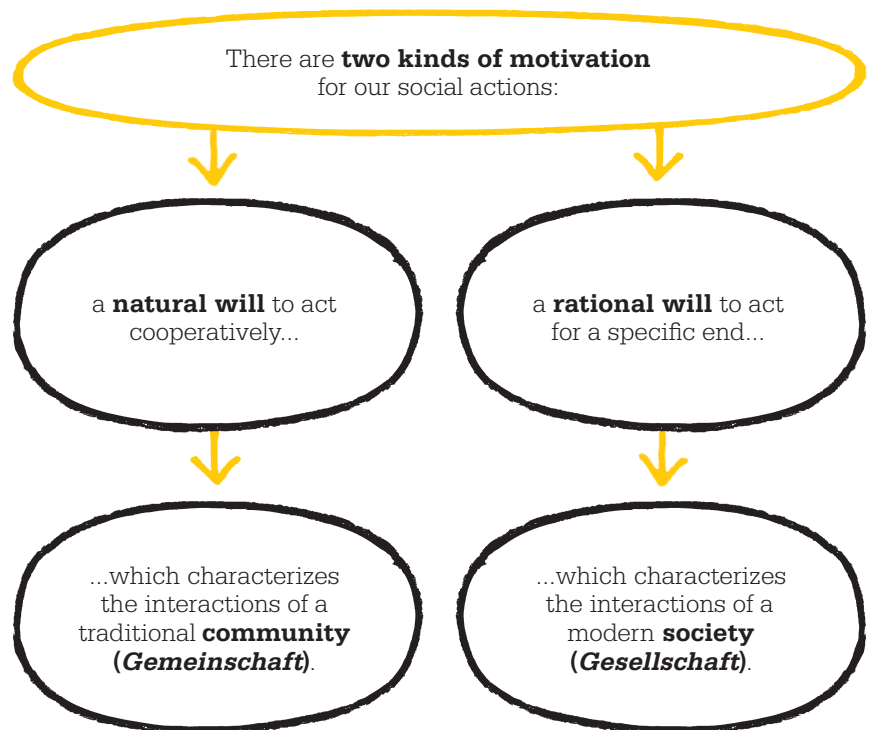 There are two kinds of motivation
for our social actions:
a natural will to act
cooperatively...
a rational will to act
for a specific end...
...which characterizes
the interactions of a
traditional community
(Gemeinschaft).
...which characterizes
the interactions of a
modern society
(Gesellschaft).